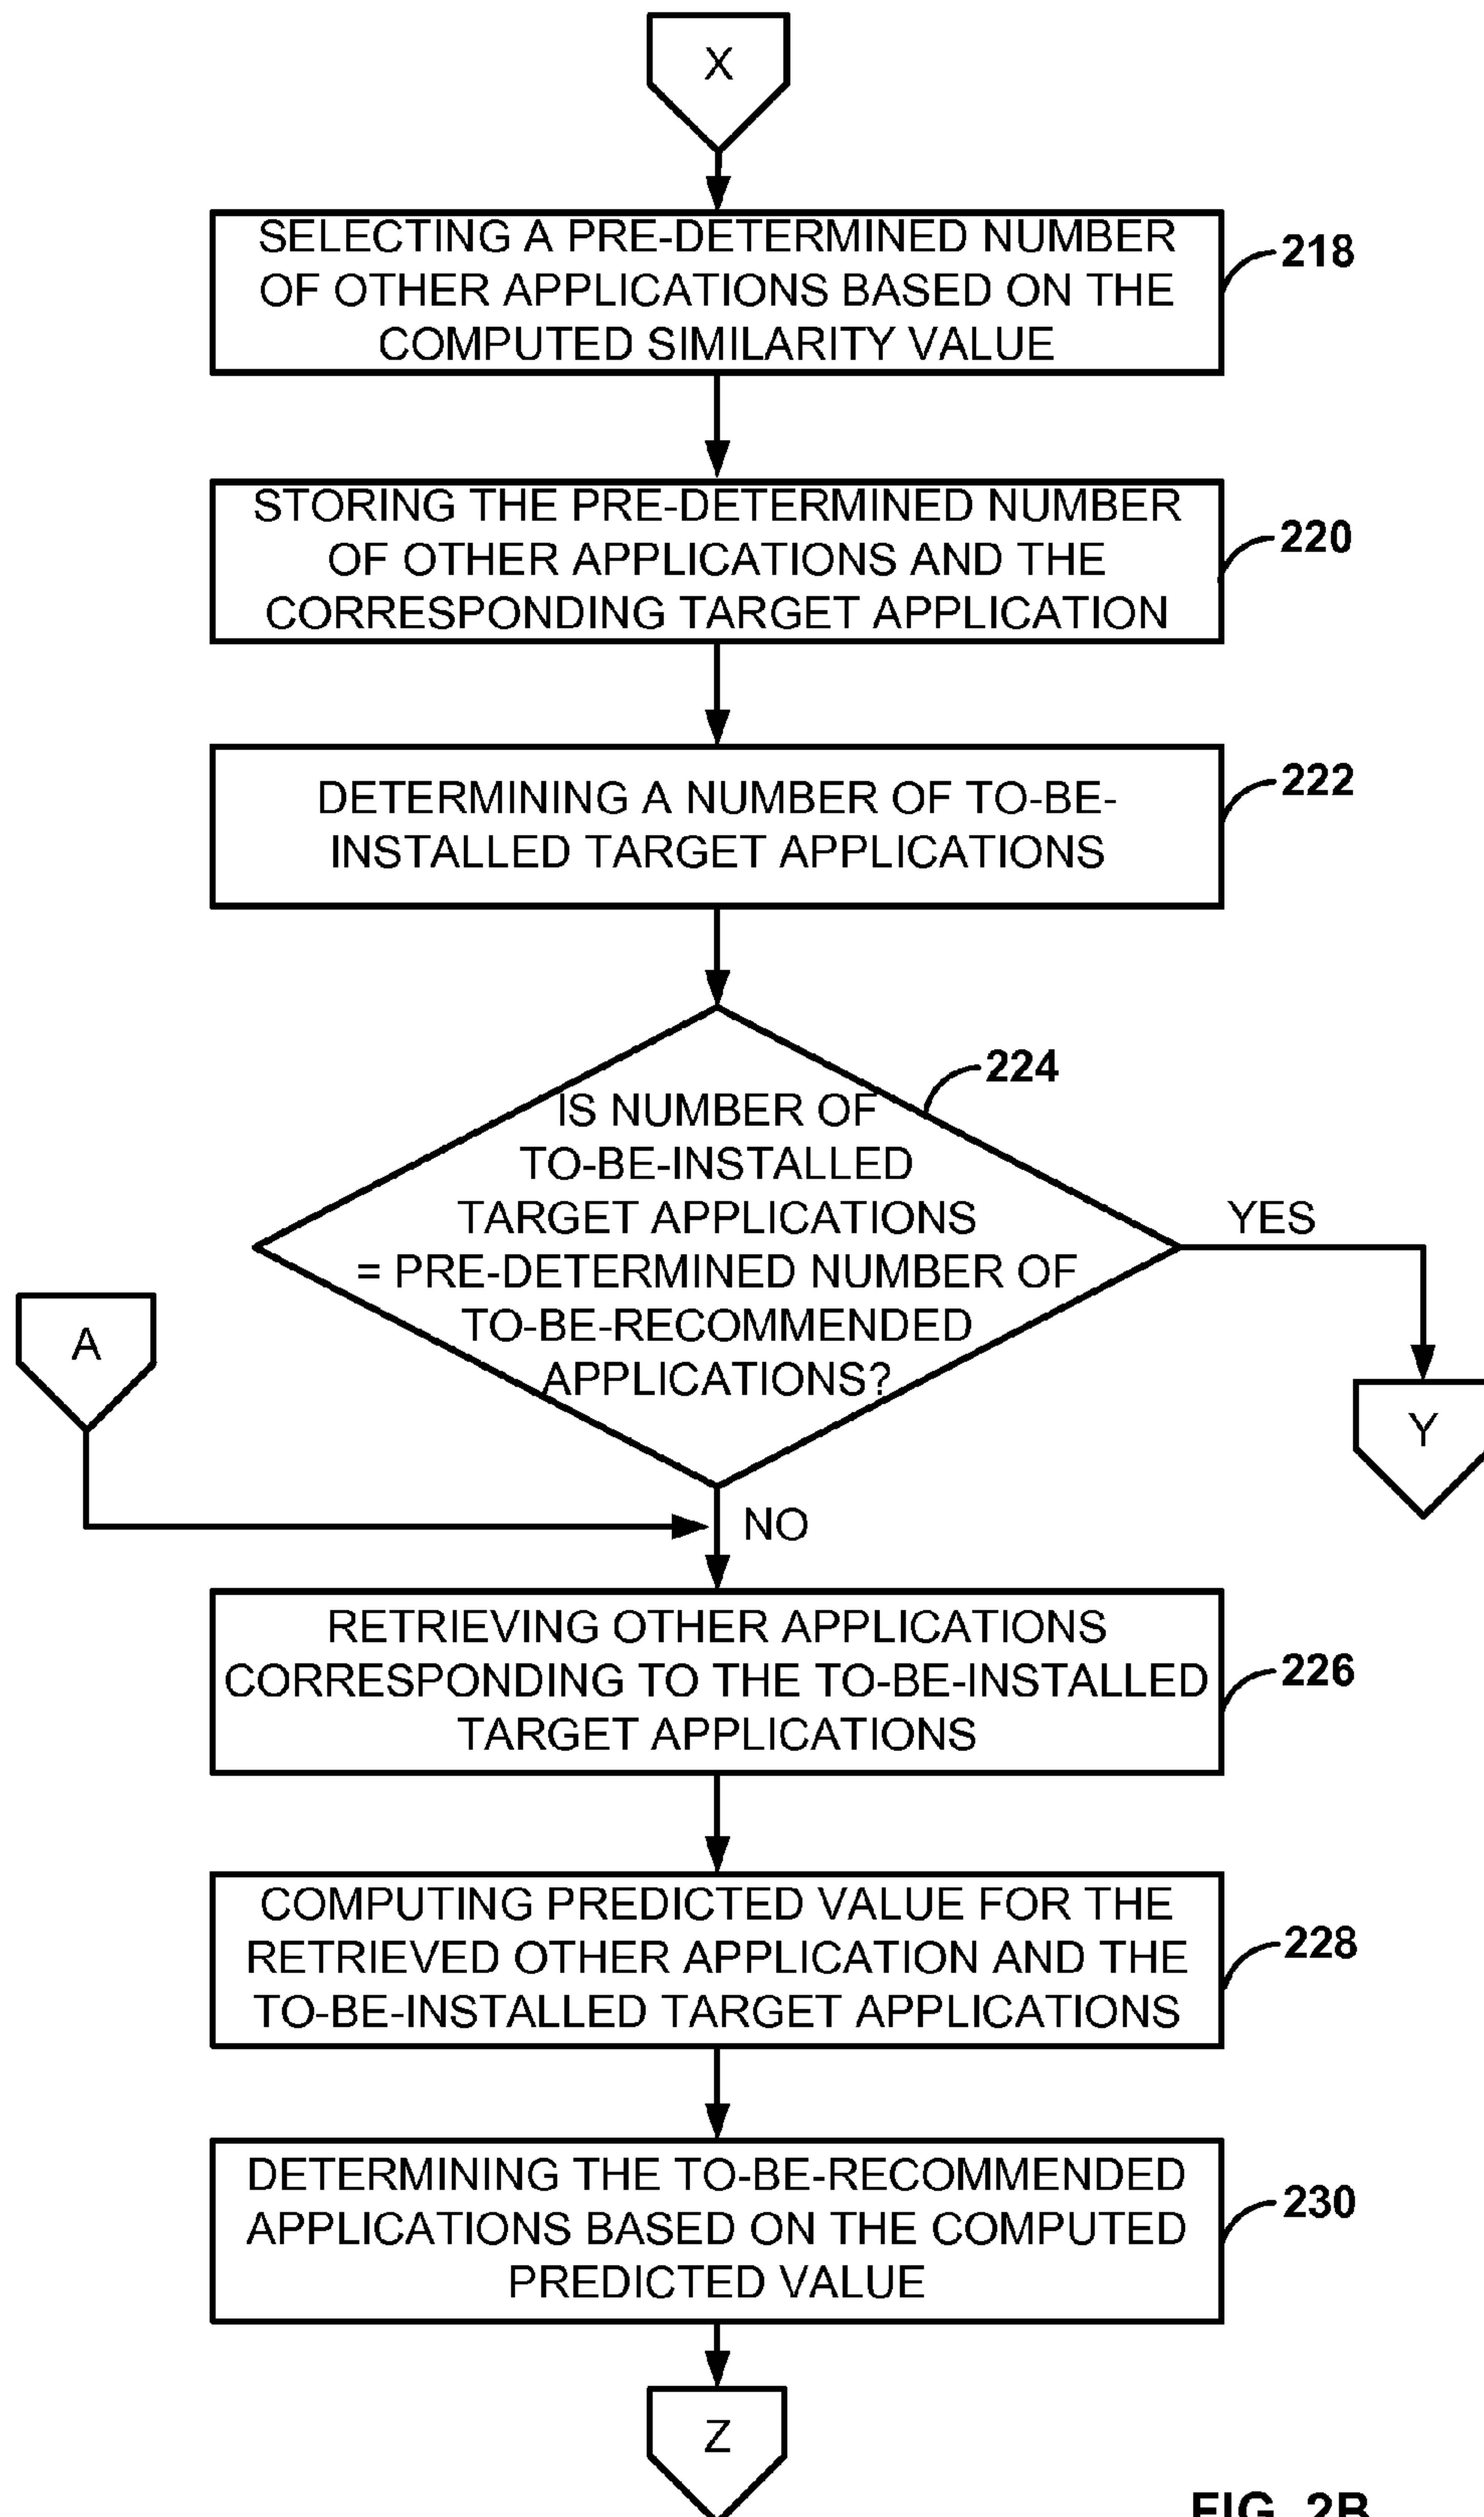 X
SELECTING A PRE-DETERMINED NUMBER
OF OTHER APPLICATIONS BASED ON THE
COMPUTED SIMILARITY VALUE
218
STORING THE PRE-DETERMINED NUMBER
OF OTHER APPLICATIONS AND THE
CORRESPONDING TARGET APPLICATION
220
DETERMINING A NUMBER OF TO-BE-
INSTALLED TARGET APPLICATIONS
222
224
IS NUMBER OF
TO-BE-INSTALLED
TARGET APPLICATIONS
= PRE-DETERMINED NUMBER OF
TO-BE-RECOMMENDED
APPLICATIONS?
YES
A
Y
NO
RETRIEVING OTHER APPLICATIONS
CORRESPONDING TO THE TO-BE-INSTALLED
TARGET APPLICATIONS
226
COMPUTING PREDICTED VALUE FOR THE
RETRIEVED OTHER APPLICATION AND THE
TO-BE-INSTALLED TARGET APPLICATIONS
228
DETERMINING THE TO-BE-RECOMMENDED
APPLICATIONS BASED ON THE COMPUTED
PREDICTED VALUE
230
Z
FIG. 2B